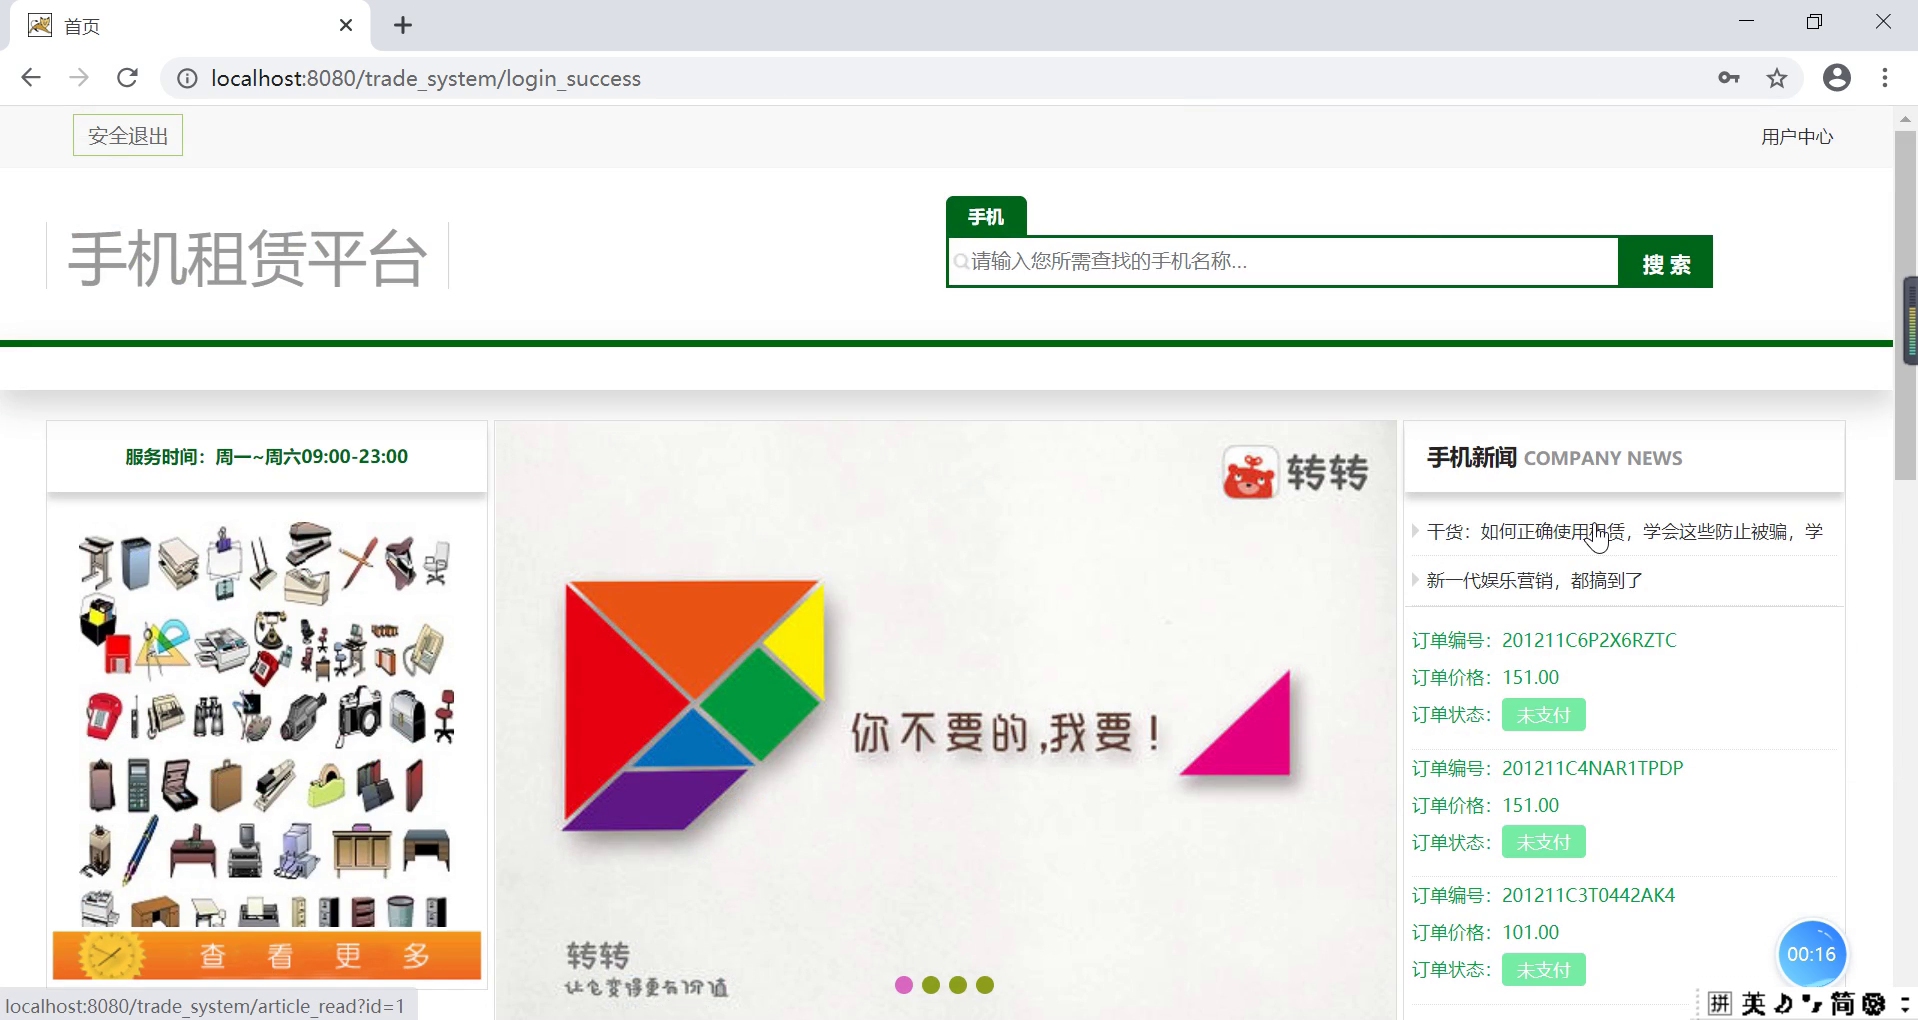 首页
localhost:8080/trade_system/login_success
安全退出
用户中心
手机租赁平台
手机
请输入您所需查找的手机名称...
搜 索
服务时间：周一~周六09:00-23:00
查 看 更 多
转转
你不要的,我要!
转转
让它变得更有价值
手机新闻 COMPANY NEWS
干货：如何正确使用租赁，学会这些防止被骗，学
新一代娱乐营销，都搞到了
订单编号：201211C6P2X6RZTC
订单价格：151.00
订单状态：未支付
订单编号：201211C4NAR1TPDP
订单价格：151.00
订单状态：未支付
订单编号：201211C3T0442AK4
订单价格：101.00
订单状态：未支付
00:16
localhost:8080/trade_system/article_read?id=1
拼 英 简